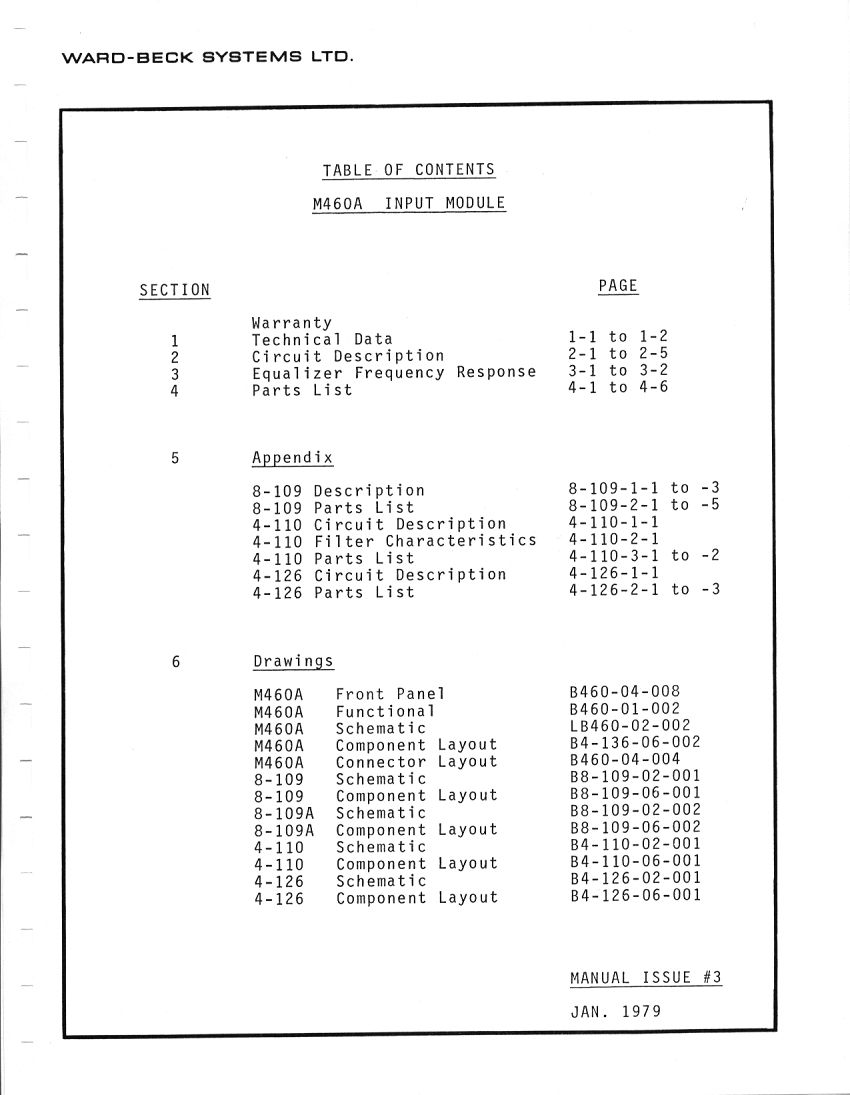 WARD-BECK SYSTEMS LTD.
TABLE OF CONTENTS
M460A INPUT MODULE
SECTION PAGE
Warranty
1 Technical Data 1-1 to 1-2
2 Circuit Description 2-1 to 2-5
3 Equalizer Frequency Response 3-1 to 3-2
4 Parts List 4-1 to 4-6
5 Appendix
8-109 Description 8-109-1-1 to -3
8-109 Parts List 8-109-2-1 to -5
4-110 Circuit Description 4-110-1-1
4-110 Filter Characteristics 4-110-2-1
4-110 Parts List 4-110-3-1 to -2
4-126 Circuit Description 4-126-1-1
4-126 Parts List 4-126-2-1 to -3
6 Drawings
M460A Front Panel B460-04-008
M460A Functional B460-01-002
M460A Schematic LB460-02-002
M460A Component Layout B4-136-06-002
M460A Connector Layout B460-04-004
8-109 Schematic B8-109-02-001
8-109 Component Layout B8-109-06-001
8-109A Schematic B8-109-02-002
8-109A Component Layout B8-109-06-002
4-110 Schematic B4-110-02-001
4-110 Component Layout B4-110-06-001
4-126 Schematic B4-126-02-001
4-126 Component Layout B4-126-06-001
MANUAL ISSUE #3
JAN. 1979